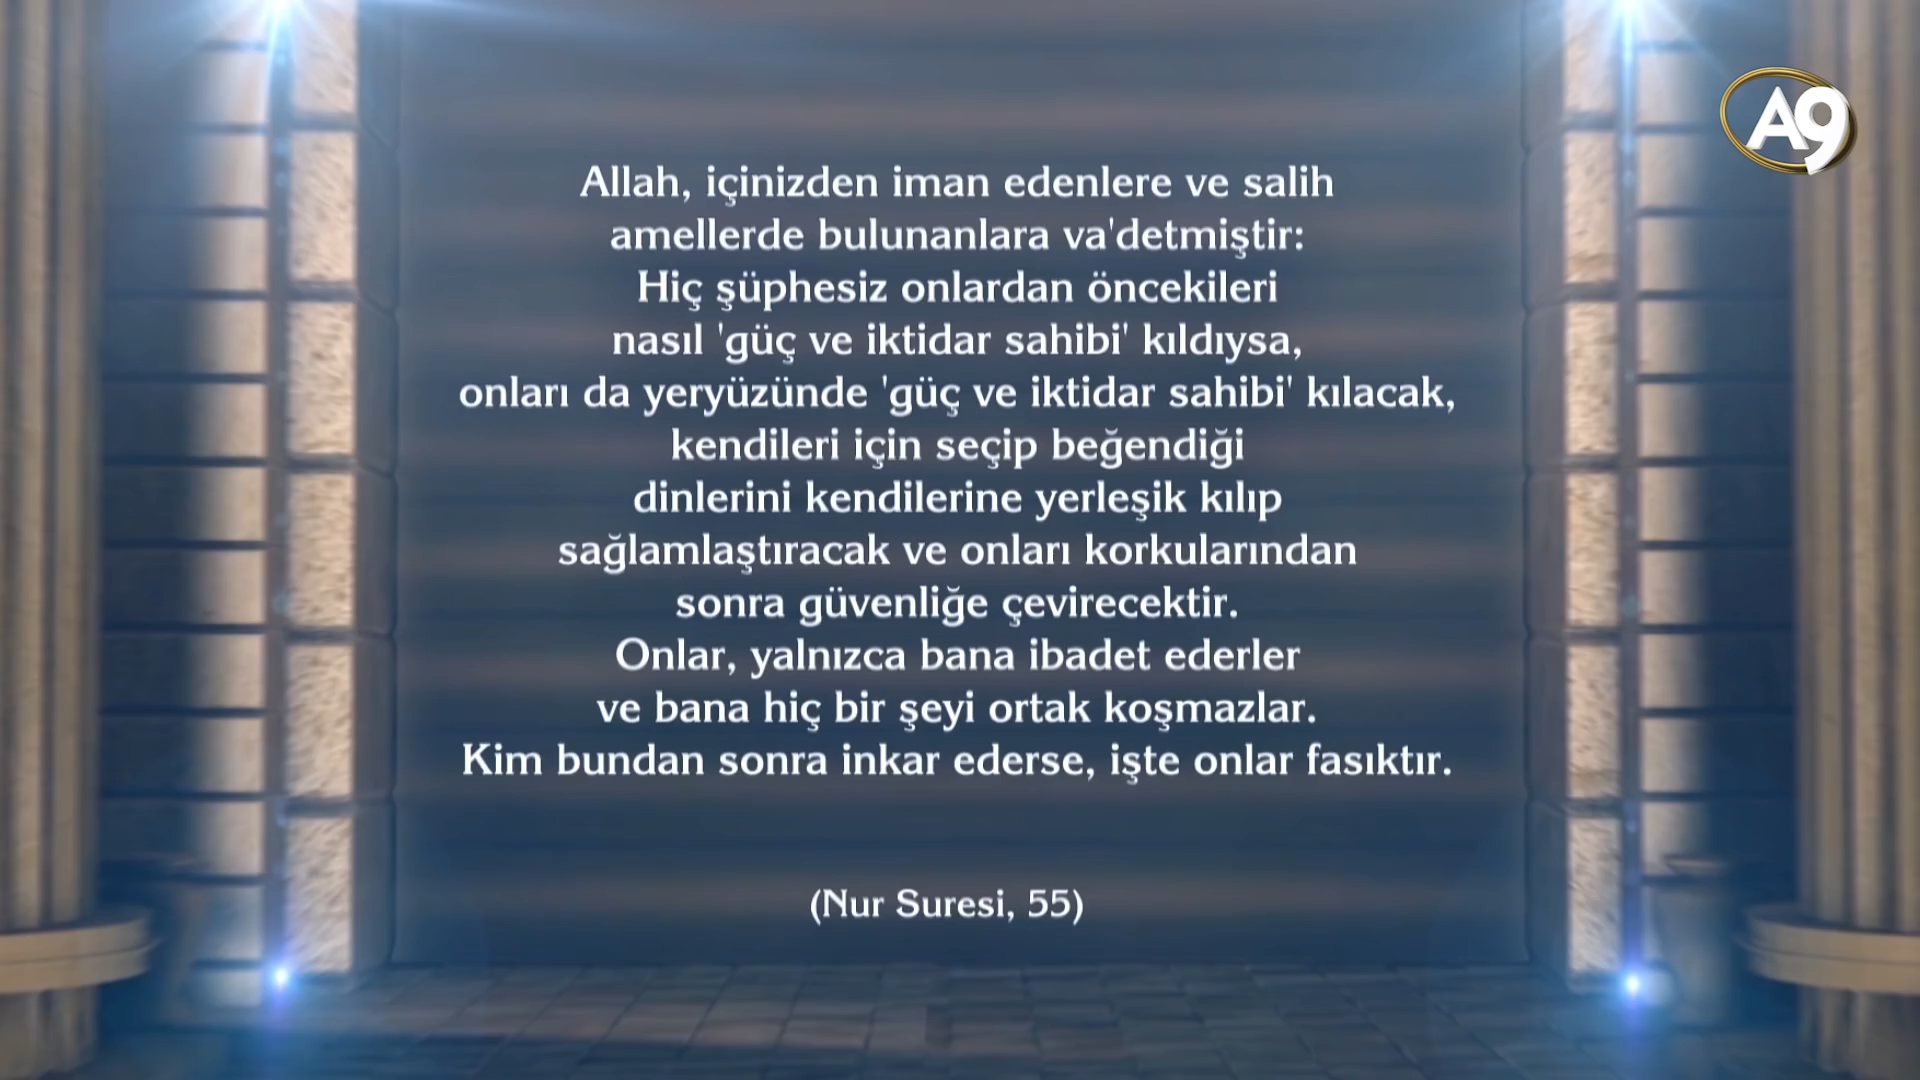 A9
Allah, içinizden iman edenlere ve salih
amellerde bulunanlara va'detmiştir:
Hiç şüphesiz onlardan öncekileri
nasıl 'güç ve iktidar sahibi' kıldıysa,
onları da yeryüzünde 'güç ve iktidar sahibi' kılacak,
kendileri için seçip beğendiği
dinlerini kendilerine yerleşik kılıp
sağlamlaştıracak ve onları korkularından
sonra güvenliğe çevirecektir.
Onlar, yalnızca bana ibadet ederler
ve bana hiç bir şeyi ortak koşmazlar.
Kim bundan sonra inkar ederse, işte onlar fasıktır.
(Nur Suresi, 55)